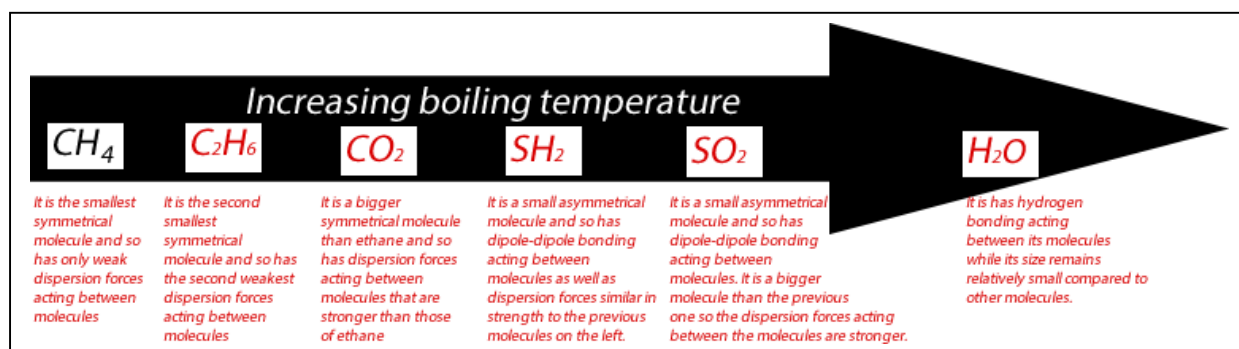 Increasing boiling temperature
CH₄
C₂H₆
CO₂
SH₂
SO₂
H₂O
It is the smallest
symmetrical
molecule and so
has only weak
dispersion forces
acting between
molecules
It is the second
smallest
symmetrical
molecule and so has
the second weakest
dispersion forces
acting between
molecules
It is a bigger
symmetrical molecule
than ethane and so
has dispersion forces
acting between
molecules that are
stronger than those
of ethane
It is a small asymmetrical
molecule and so has
dipole-dipole bonding
acting between
molecules as well as
dispersion forces similar in
strength to the previous
molecules on the left.
It is a small asymmetrical
molecule and so has
dipole-dipole bonding
acting between
molecules. It is a bigger
molecule than the previous
one so the dispersion forces acting
between the molecules are stronger.
It is has hydrogen
bonding acting
between its molecules
while its size remains
relatively small compared to
other molecules.